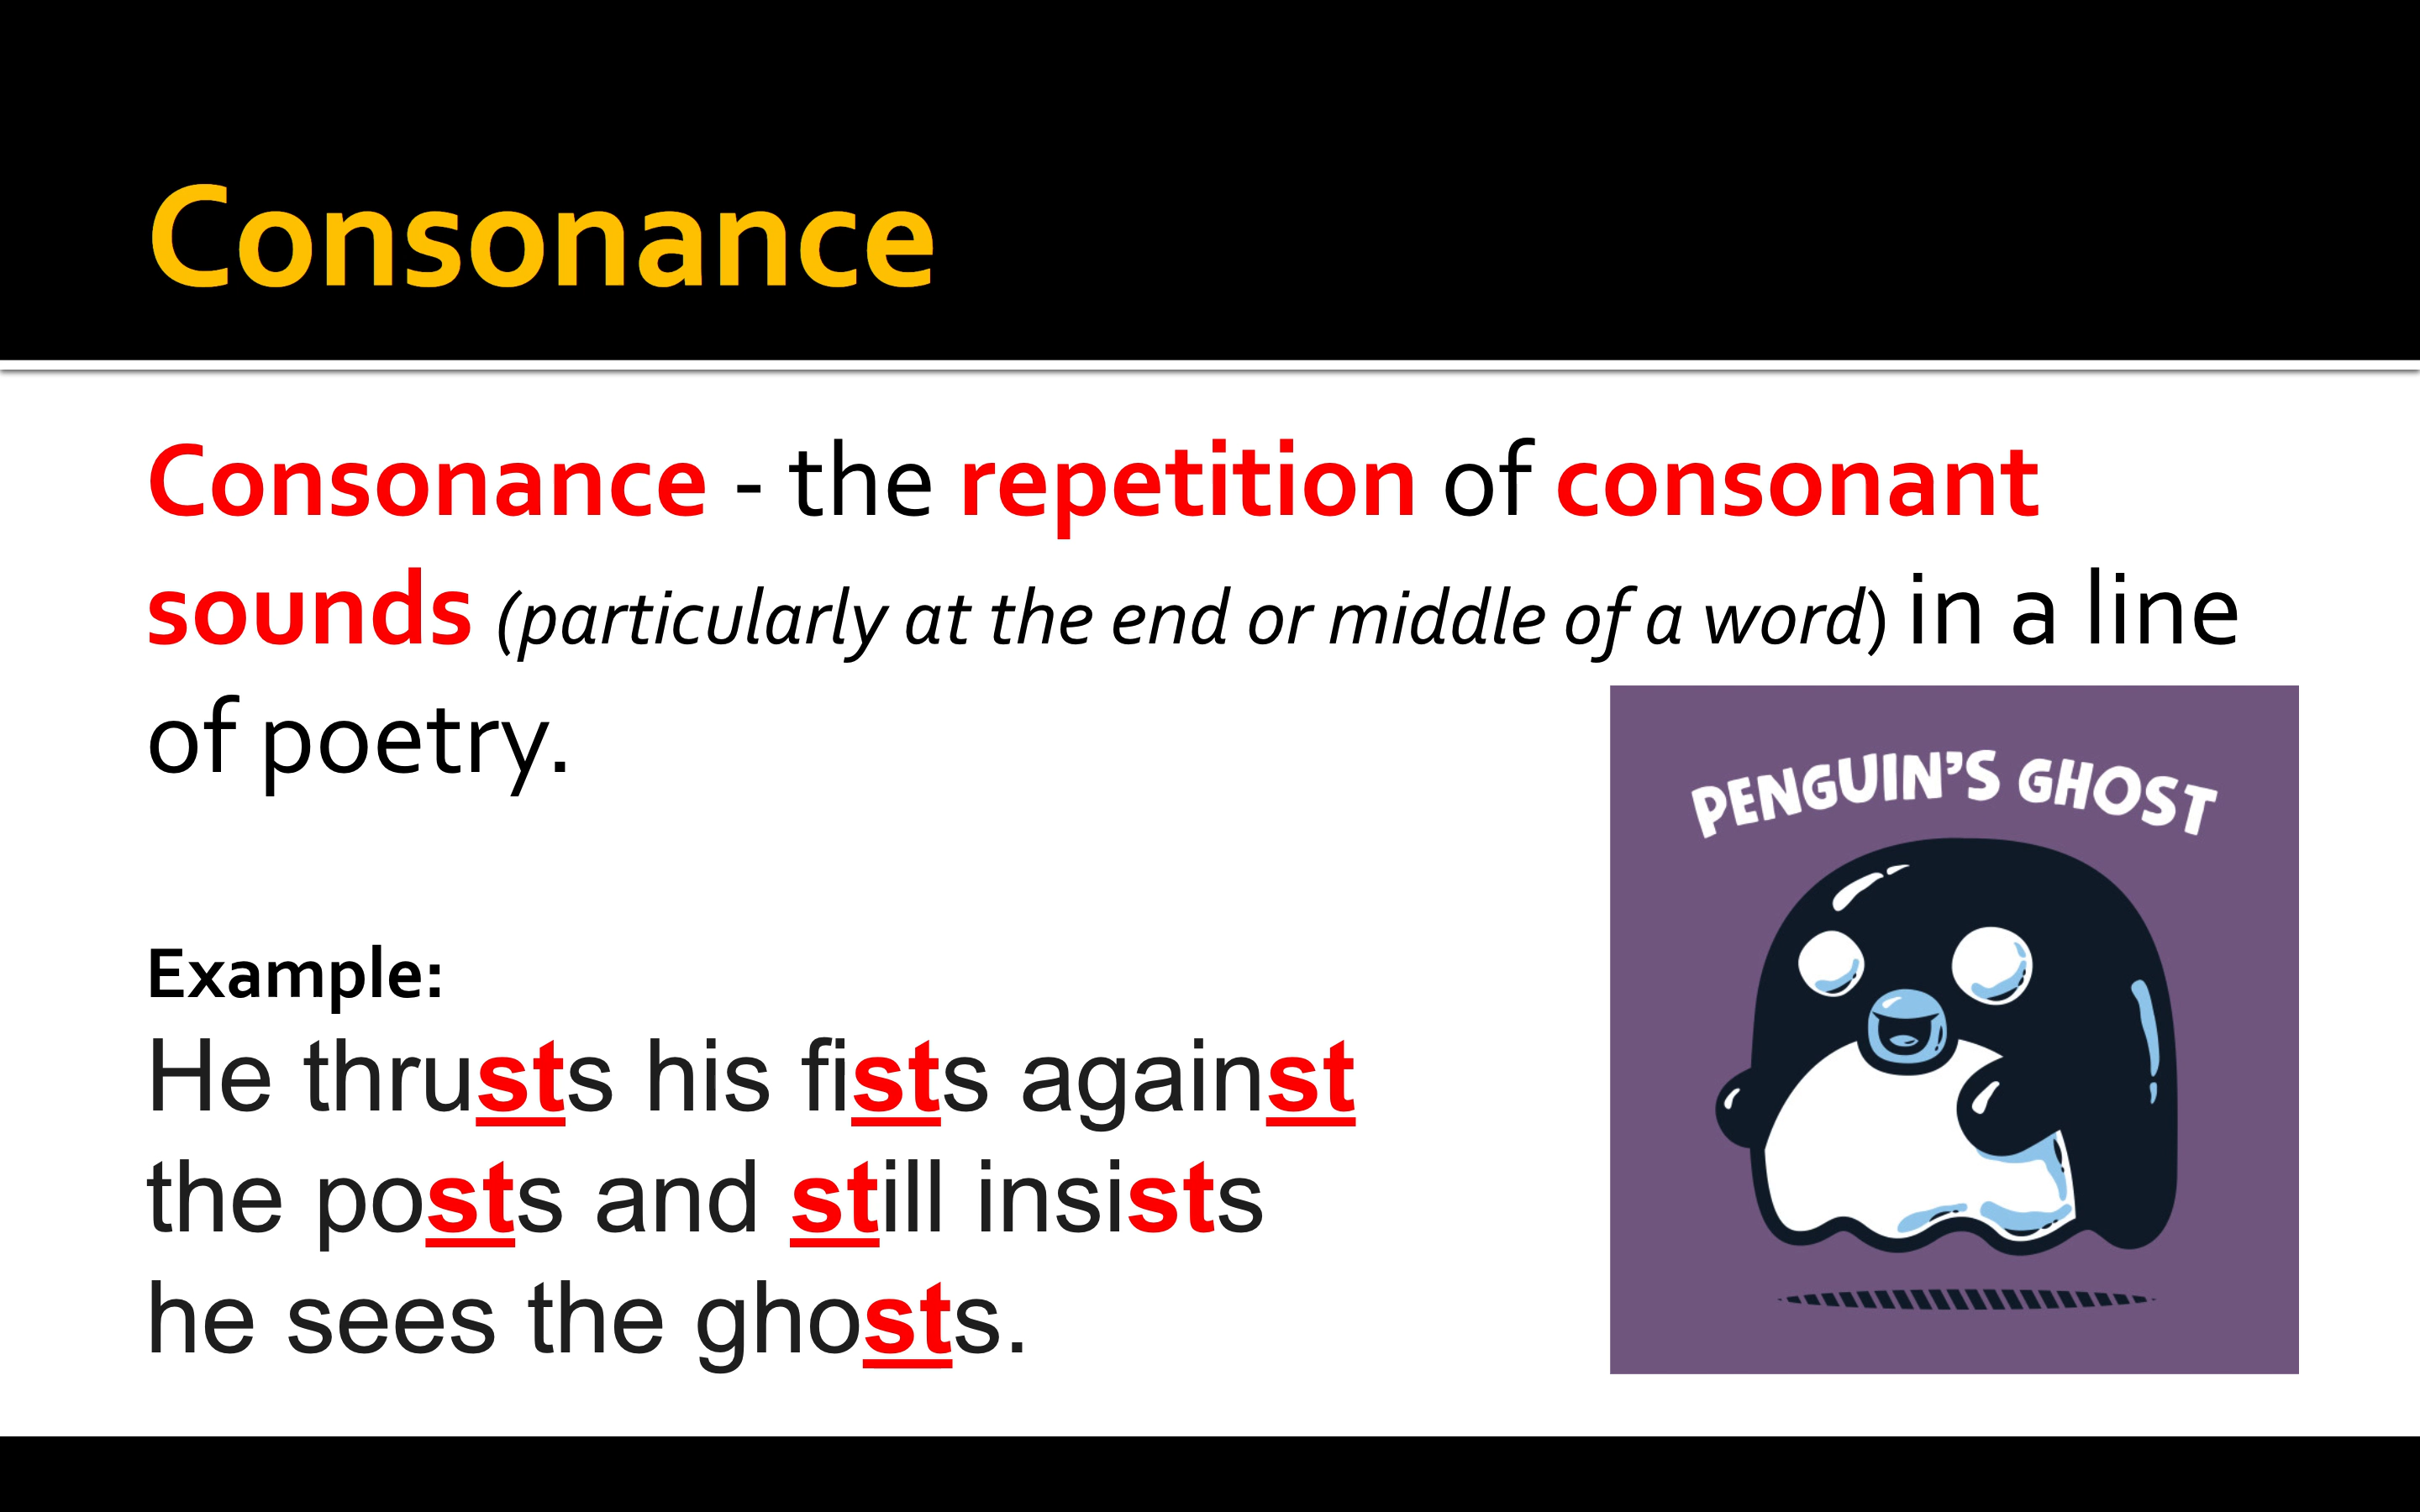 Consonance
Consonance - the repetition of consonant
sounds (particularly at the end or middle of a word) in a line
of poetry.
PENGUIN'S GHOST
Example:
He thrusts his fists against
the posts and still insists
he sees the ghosts.